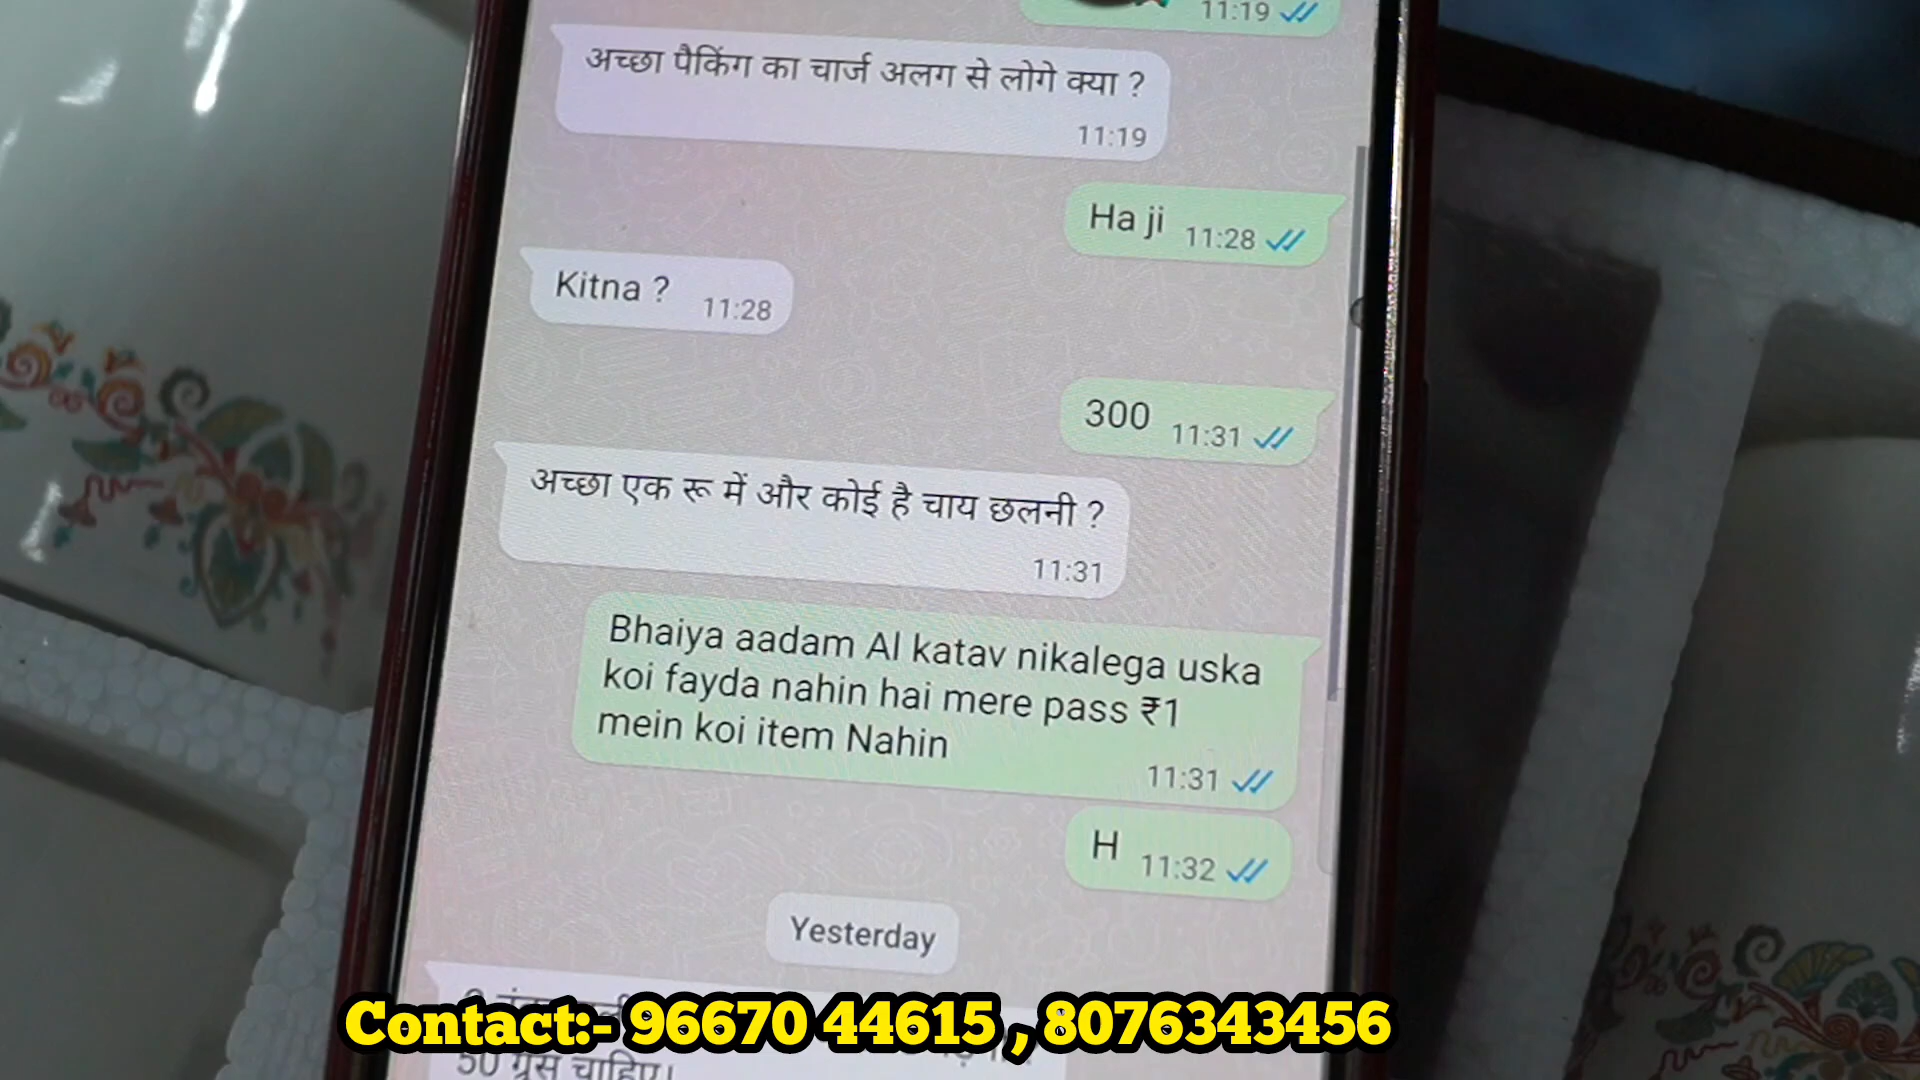 11:19
अच्छा पैकिंग का चार्ज अलग से लोगे क्या ?
11:19
Ha ji 11:28
Kitna ? 11:28
300 11:31
अच्छा एक रू में और कोई है चाय छलनी ?
11:31
Bhaiya aadam Al katav nikalega uska
koi fayda nahin hai mere pass ₹1
mein koi item Nahin
11:31
H 11:32
Yesterday
Contact:- 96670 44615 , 8076343456
50 ग्रुस चाहिए।